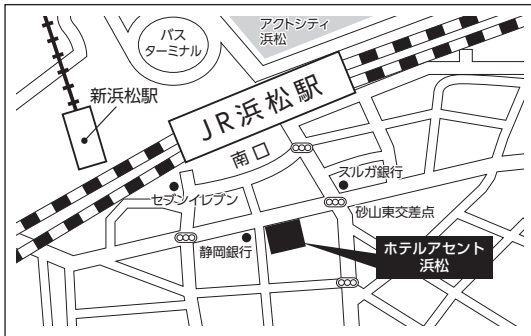 アクトシティ
浜松
バス
ターミナル
新浜松駅
JR浜松駅
南口
スルガ銀行
セブンイレブン
砂山東交差点
静岡銀行
ホテルアセント
浜松